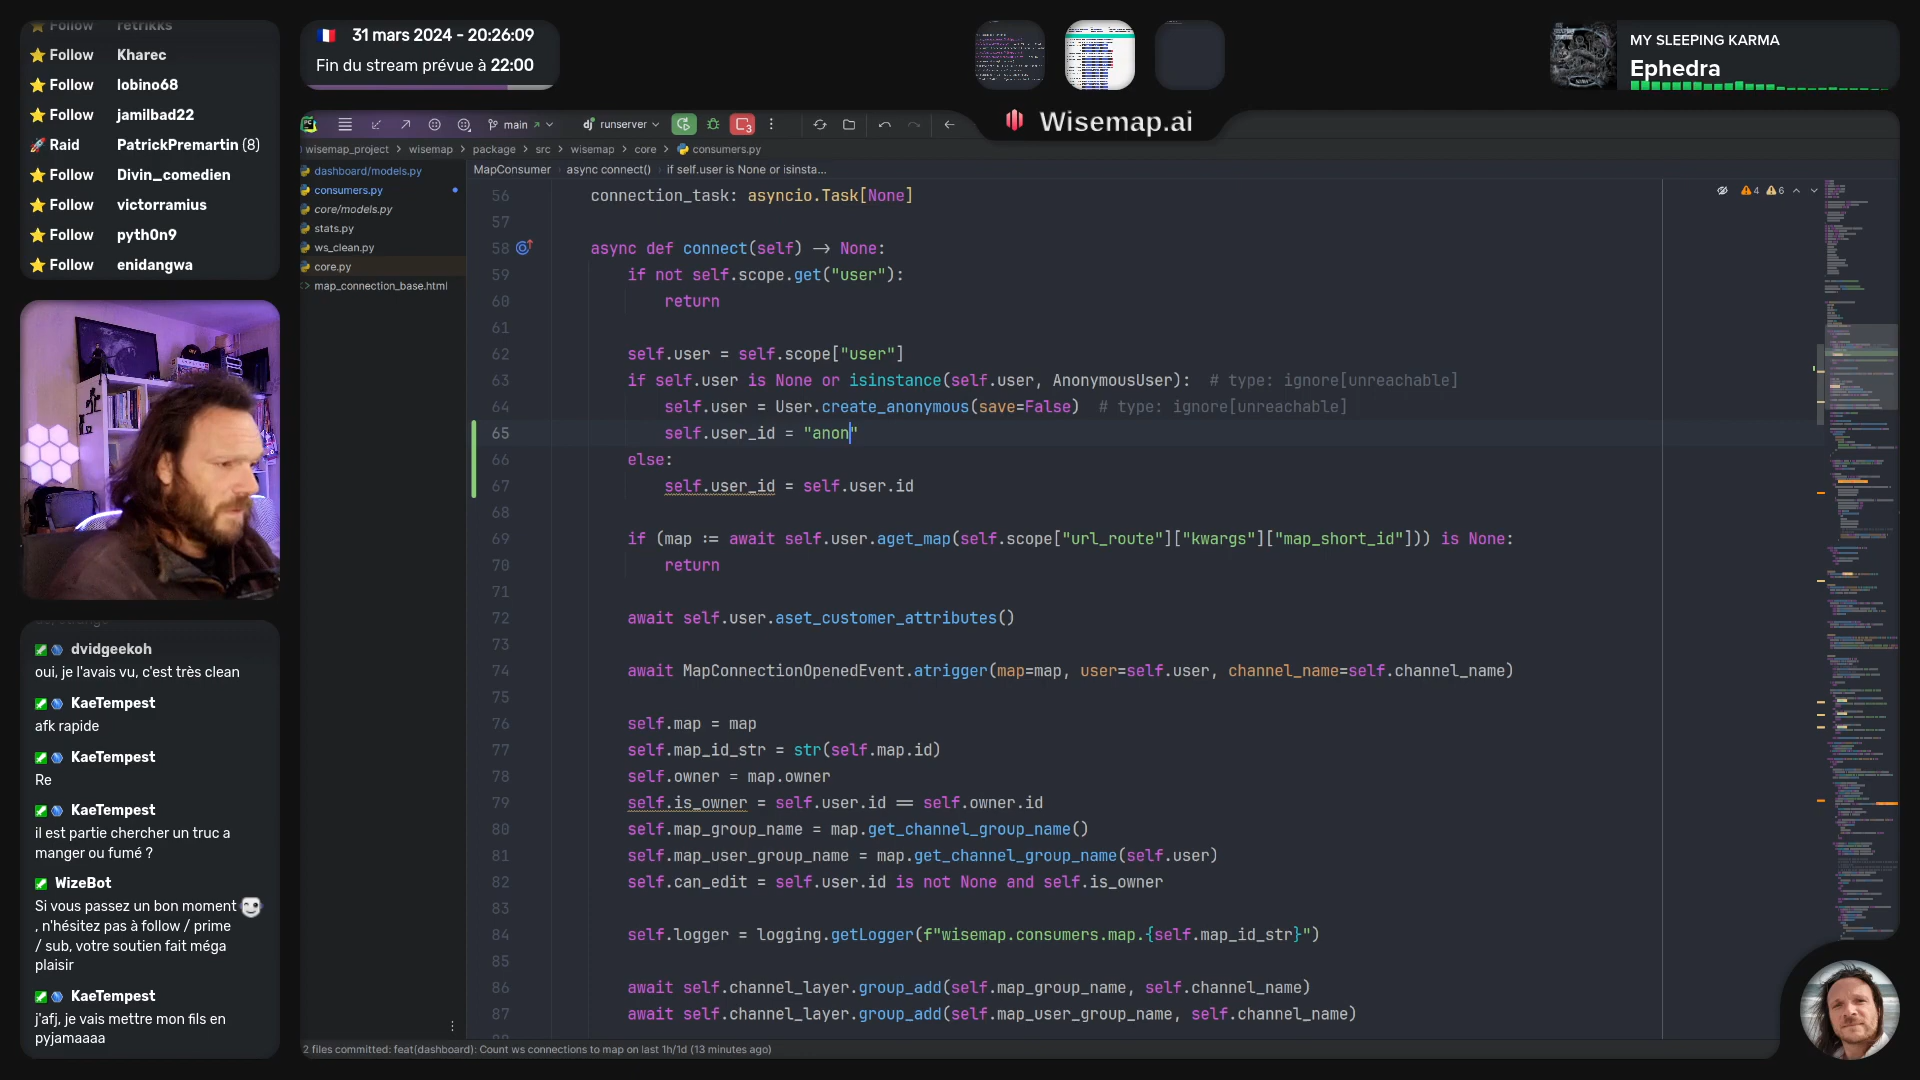 retrikks
Follow Kharec
Follow lobino68
Follow jamilbad22
Raid PatrickPremartin (8)
Follow Divin_comedien
Follow victorramius
Follow pyth0n9
Follow enidangwa
31 mars 2024 - 20:26:09
Fin du stream prévue à 22:00
MY SLEEPING KARMA
Ephedra
Wisemap.ai
main
dj runserver
3
wisemap_project > wisemap > package > src > wisemap > core > consumers.py
dashboard/models.py
consumers.py
core/models.py
stats.py
ws_clean.py
core.py
map_connection_base.html
MapConsumer > async connect() > if self.user is None or isinsta...
4 6
56 connection_task: asyncio.Task[None]
57
58 async def connect(self) -> None:
59 if not self.scope.get("user"):
60 return
61
62 self.user = self.scope["user"]
63 if self.user is None or isinstance(self.user, AnonymousUser): # type: ignore[unreachable]
64 self.user = User.create_anonymous(save=False) # type: ignore[unreachable]
65 self.user_id = "anon"
66 else:
67 self.user_id = self.user.id
68
69 if (map := await self.user.aget_map(self.scope["url_route"]["kwargs"]["map_short_id"])) is None:
70 return
71
72 await self.user.aset_customer_attributes()
73
74 await MapConnectionOpenedEvent.atrigger(map=map, user=self.user, channel_name=self.channel_name)
75
76 self.map = map
77 self.map_id_str = str(self.map.id)
78 self.owner = map.owner
79 self.is_owner = self.user.id == self.owner.id
80 self.map_group_name = map.get_channel_group_name()
81 self.map_user_group_name = map.get_channel_group_name(self.user)
82 self.can_edit = self.user.id is not None and self.is_owner
83
84 self.logger = logging.getLogger(f"wisemap.consumers.map.{self.map_id_str}")
85
86 await self.channel_layer.group_add(self.map_group_name, self.channel_name)
87 await self.channel_layer.group_add(self.map_user_group_name, self.channel_name)
2 files committed: feat(dashboard): Count ws connections to map on last 1h/1d (13 minutes ago)
dvidgeekoh
oui, je l'avais vu, c'est très clean
KaeTempest
afk rapide
KaeTempest
Re
KaeTempest
il est partie chercher un truc a
manger ou fumé ?
WizeBot
Si vous passez un bon moment
, n'hésitez pas à follow / prime
/ sub, votre soutien fait méga
plaisir
KaeTempest
j'afj, je vais mettre mon fils en
pyjamaaaa